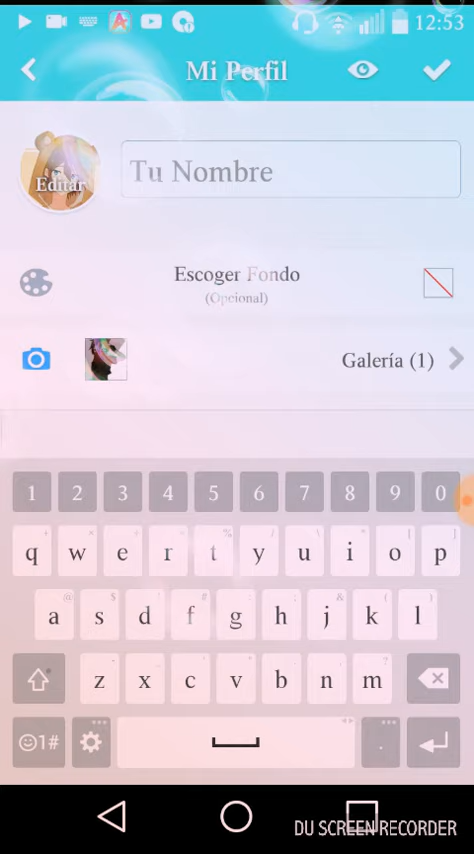 12:53
Mi Perfil
Editar
Tu Nombre
Escoger Fondo
(Opcional)
Galería (1)
1 2 3 4 5 6 7 8 9 0
q w e r t y u i o p
a s d f g h j k l
z x c v b n m
☺1# .
DU SCREEN RECORDER